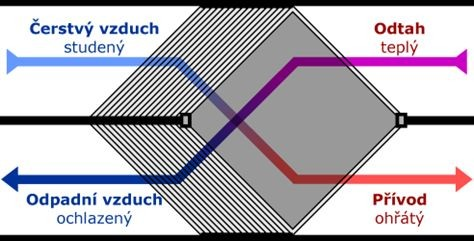 Čerstvý vzduch
studený
Odtah
teplý
Odpadní vzduch
ochlazený
Přívod
ohřátý